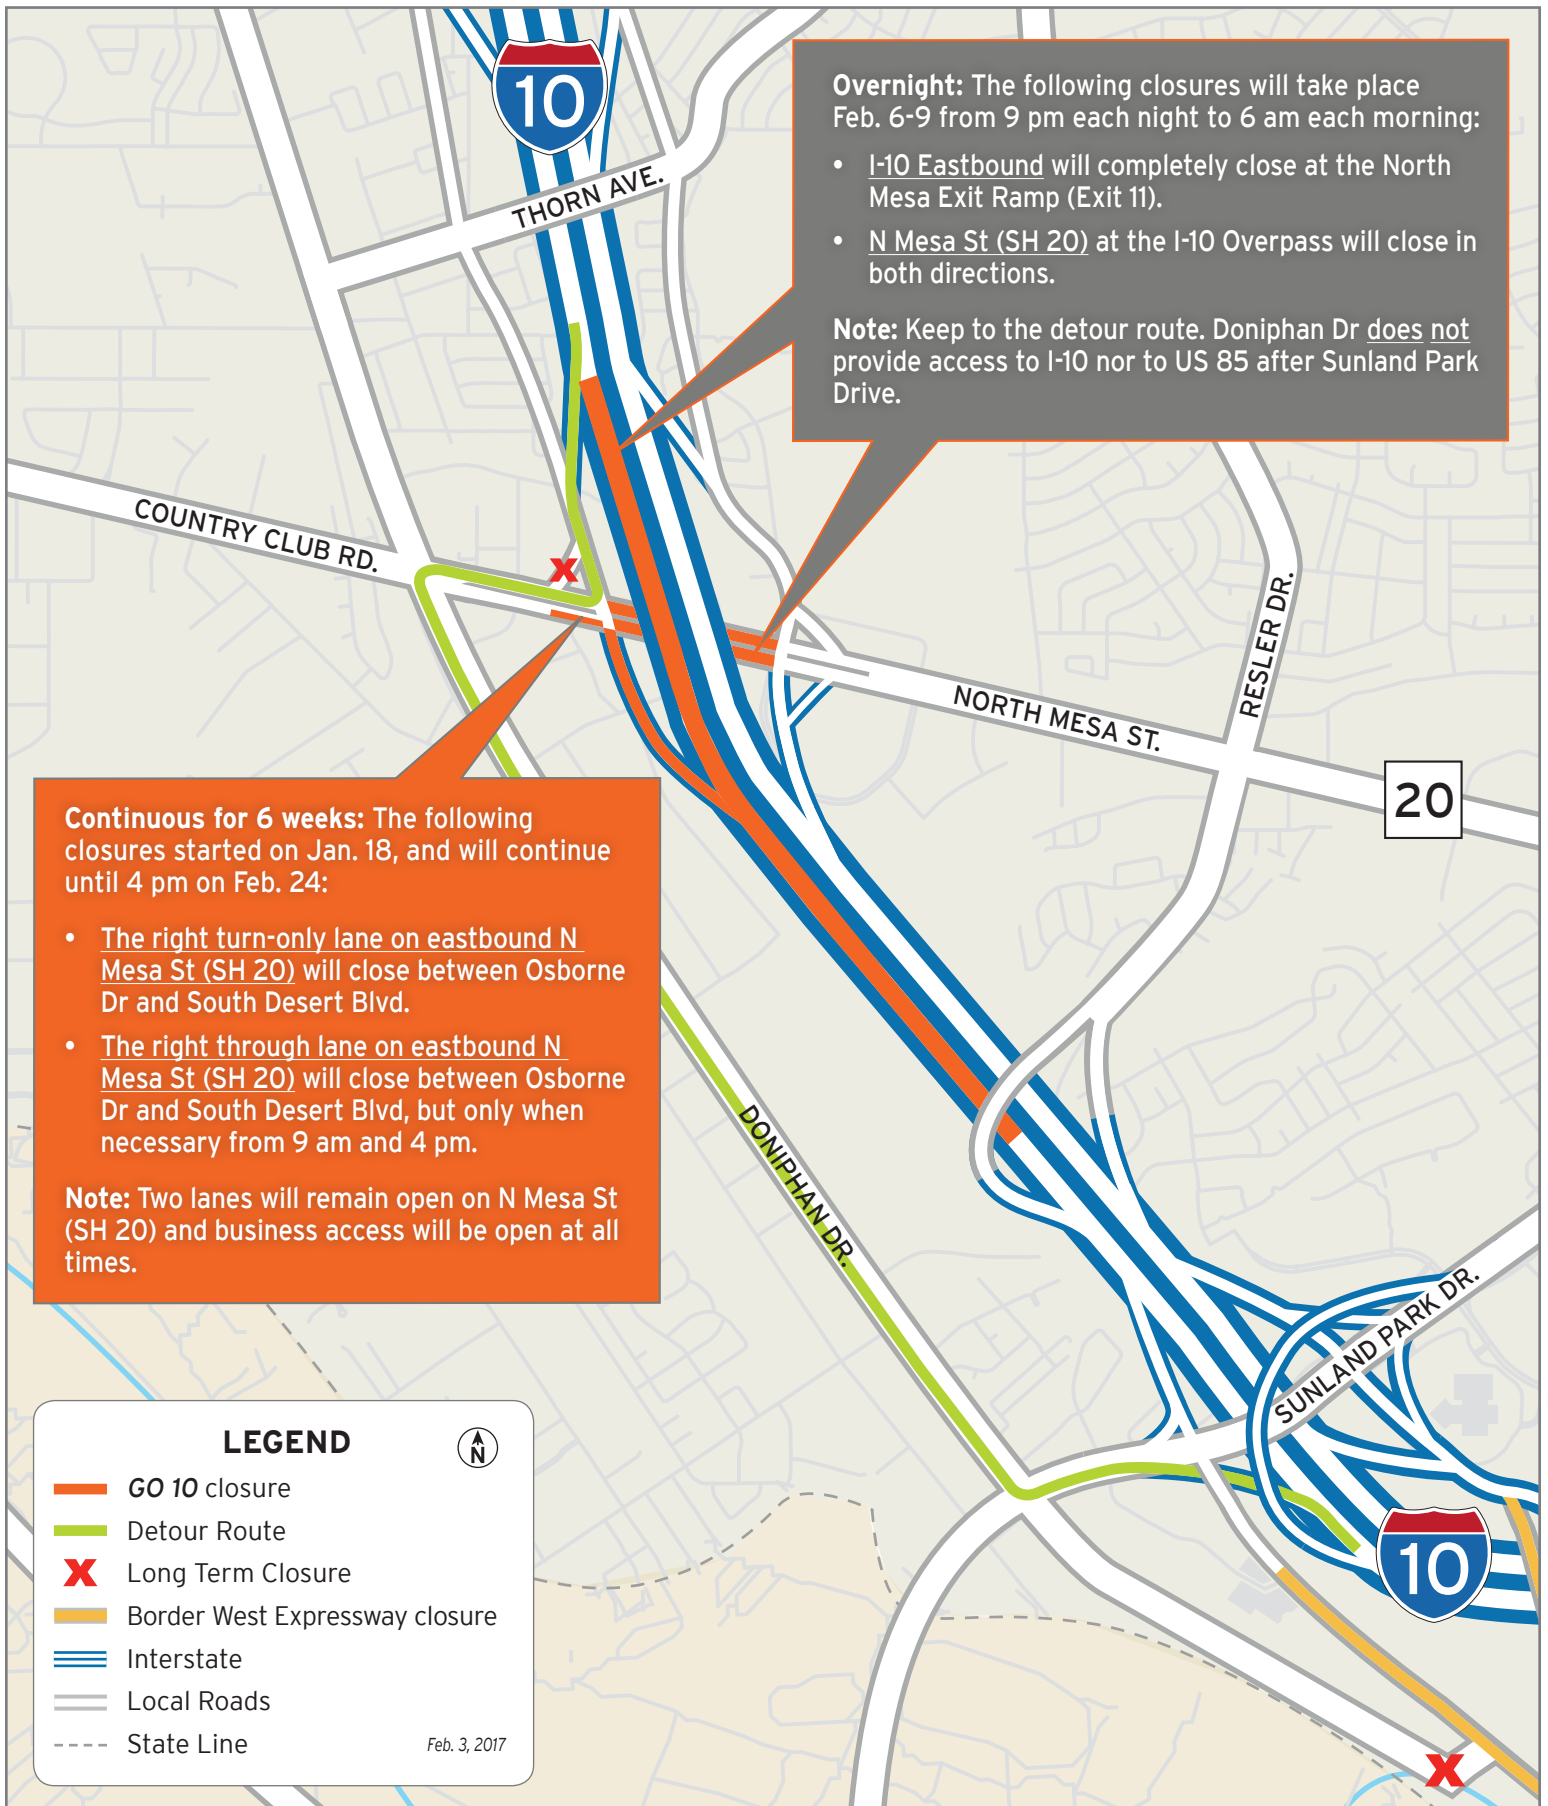 10
THORN AVE.
Overnight: The following closures will take place
Feb. 6-9 from 9 pm each night to 6 am each morning:
• I-10 Eastbound will completely close at the North
Mesa Exit Ramp (Exit 11).
• N Mesa St (SH 20) at the I-10 Overpass will close in
both directions.
Note: Keep to the detour route. Doniphan Dr does not
provide access to I-10 nor to US 85 after Sunland Park
Drive.
COUNTRY CLUB RD.
X
RESLER DR.
NORTH MESA ST.
20
Continuous for 6 weeks: The following
closures started on Jan. 18, and will continue
until 4 pm on Feb. 24:
• The right turn-only lane on eastbound N
Mesa St (SH 20) will close between Osborne
Dr and South Desert Blvd.
• The right through lane on eastbound N
Mesa St (SH 20) will close between Osborne
Dr and South Desert Blvd, but only when
necessary from 9 am and 4 pm.
Note: Two lanes will remain open on N Mesa St
(SH 20) and business access will be open at all
times.
DONIPHAN DR.
SUNLAND PARK DR.
10
LEGEND
N
GO 10 closure
Detour Route
X Long Term Closure
Border West Expressway closure
Interstate
Local Roads
State Line
Feb. 3, 2017
X